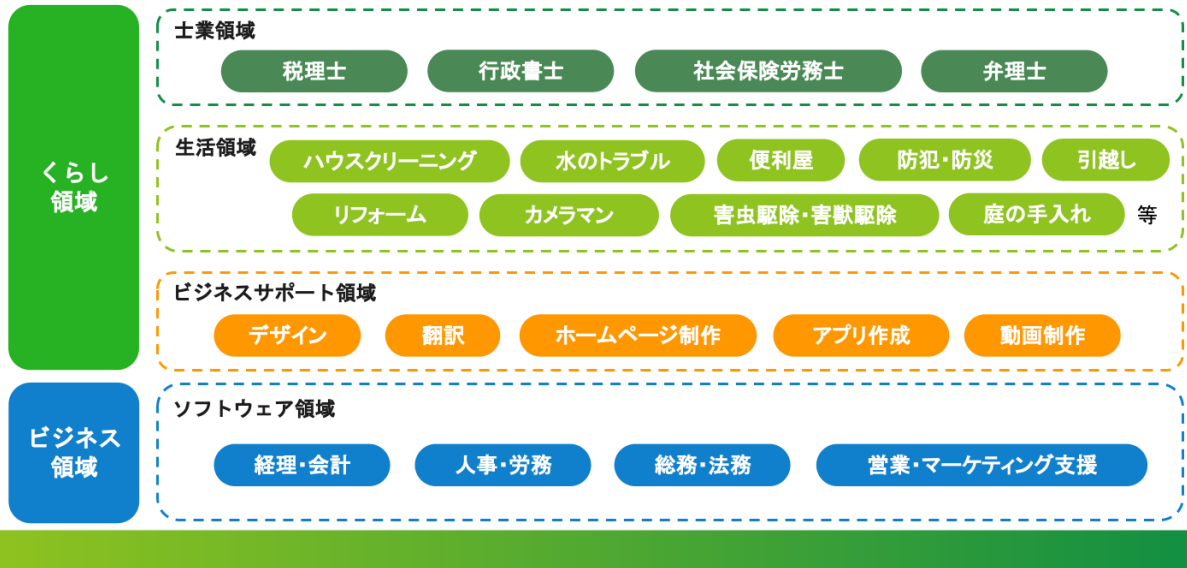 くらし
領域
士業領域
税理士 行政書士 社会保険労務士 弁理士
生活領域
ハウスクリーニング 水のトラブル 便利屋 防犯・防災 引越し
リフォーム カメラマン 害虫駆除・害獣駆除 庭の手入れ 等
ビジネスサポート領域
デザイン 翻訳 ホームページ制作 アプリ作成 動画制作
ビジネス
領域
ソフトウェア領域
経理・会計 人事・労務 総務・法務 営業・マーケティング支援